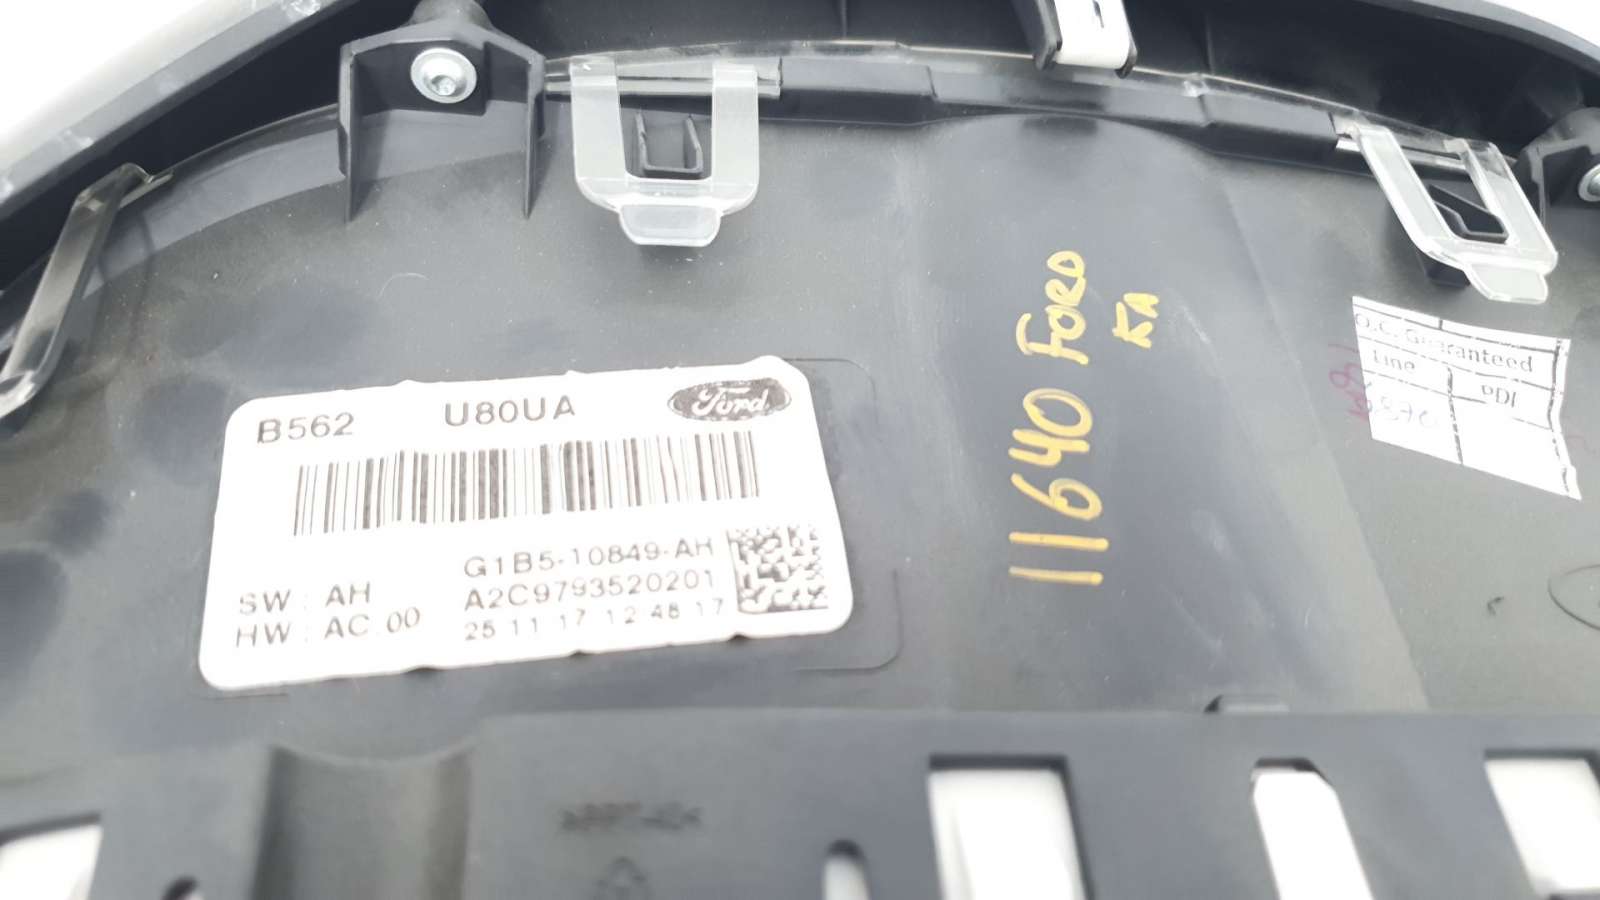 B562 U80UA Ford
G1B5-10849-AH
SW : AH A2C9793520201
HW : AC.00 25 11 17 12 48 17
11640 FORD
KA
Q.C. Guaranteed
Line PDI